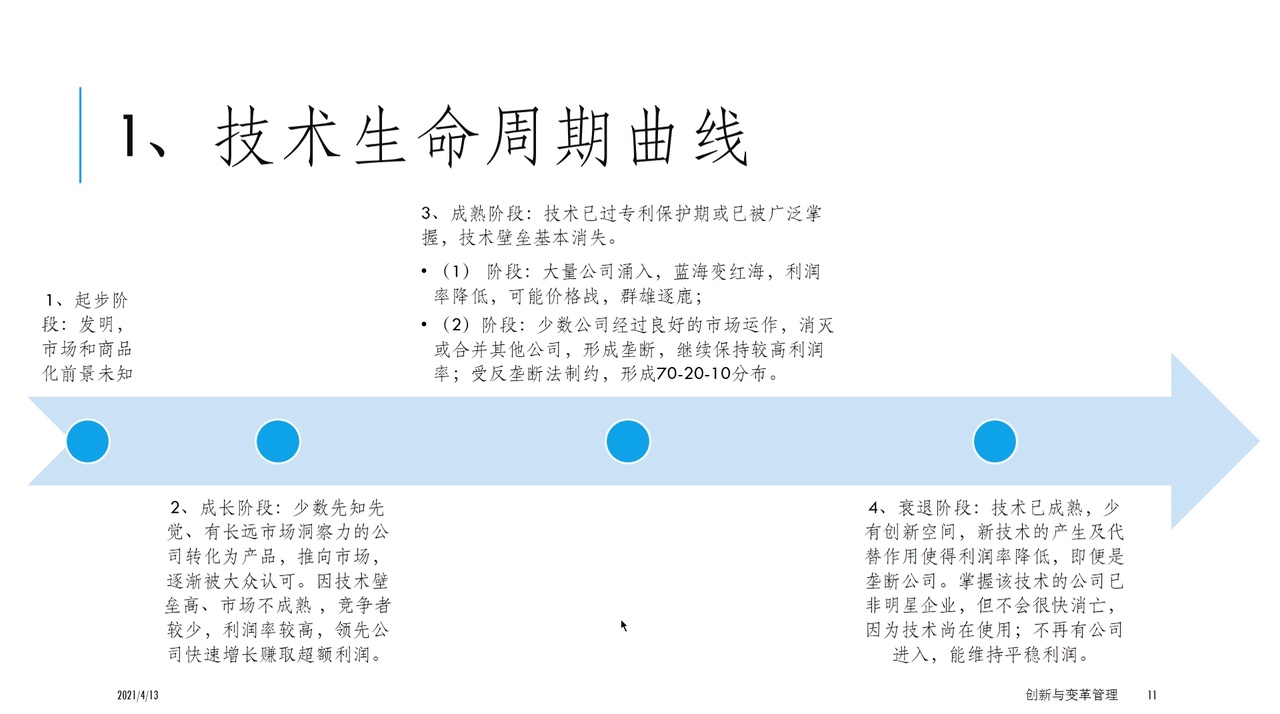 1、技术生命周期曲线
1、起步阶
段：发明，
市场和商品
化前景未知
2、成长阶段：少数先知先
觉、有长远市场洞察力的公
司转化为产品，推向市场，
逐渐被大众认可。因技术壁
垒高、市场不成熟 ，竞争者
较少，利润率较高，领先公
司快速增长赚取超额利润。
3、成熟阶段：技术已过专利保护期或已被广泛掌
握，技术壁垒基本消失。
• （1） 阶段：大量公司涌入，蓝海变红海，利润
率降低，可能价格战，群雄逐鹿；
• （2）阶段：少数公司经过良好的市场运作，消灭
或合并其他公司，形成垄断，继续保持较高利润
率；受反垄断法制约，形成70-20-10分布。
4、衰退阶段：技术已成熟，少
有创新空间，新技术的产生及代
替作用使得利润率降低，即便是
垄断公司。掌握该技术的公司已
非明星企业，但不会很快消亡，
因为技术尚在使用；不再有公司
进入，能维持平稳利润。
2021/4/13
创新与变革管理
11